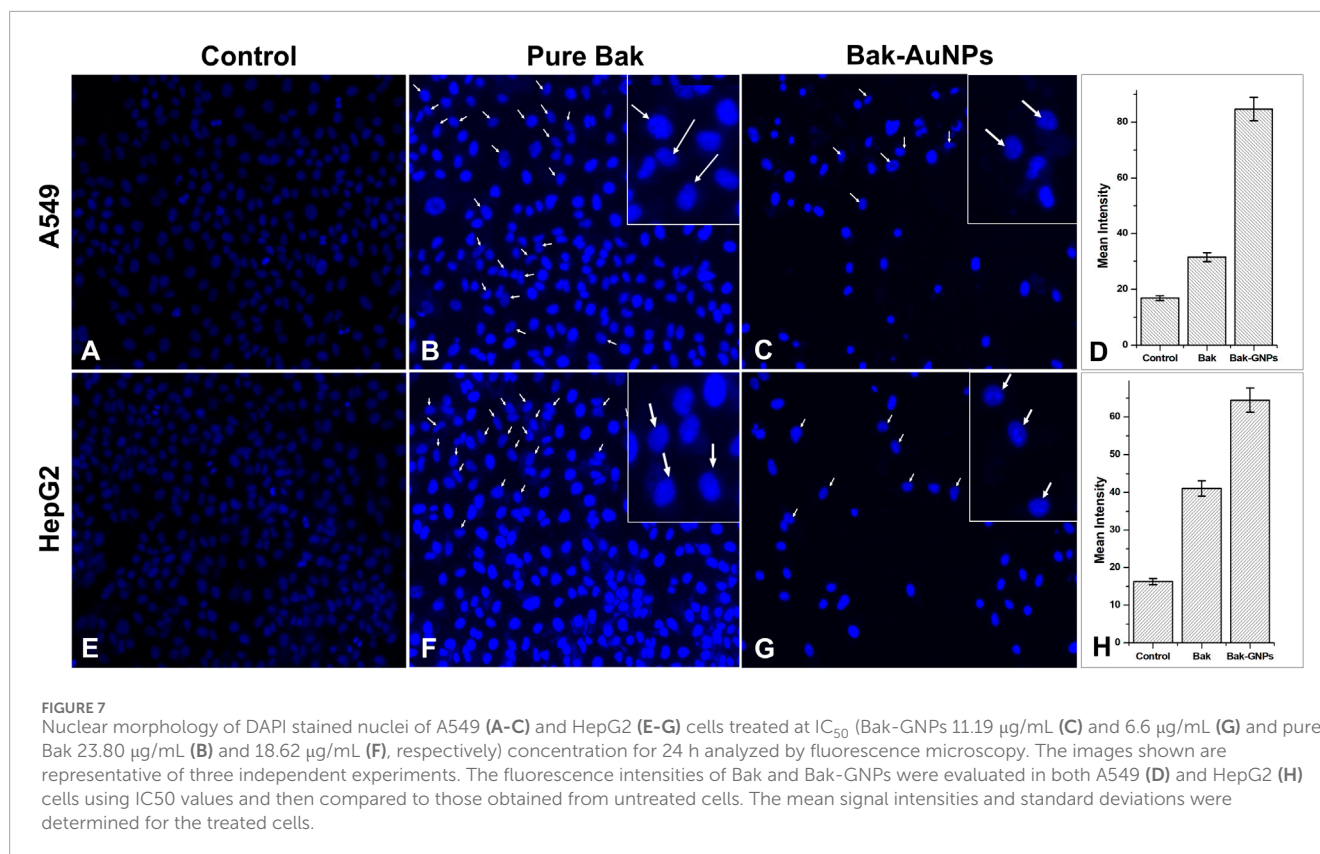 Control
Pure Bak
Bak-AuNPs
A549
A
B
C
Mean Intensity
80
60
40
20
0
Control
Bak
Bak-GNPs
D
HepG2
E
F
G
Mean Intensity
60
50
40
30
20
10
0
Control
Bak
Bak-GNPs
H
FIGURE 7
Nuclear morphology of DAPI stained nuclei of A549 (A-C) and HepG2 (E-G) cells treated at IC₅₀ (Bak-GNPs 11.19 μg/mL (C) and 6.6 μg/mL (G) and pure
Bak 23.80 μg/mL (B) and 18.62 μg/mL (F), respectively) concentration for 24 h analyzed by fluorescence microscopy. The images shown are
representative of three independent experiments. The fluorescence intensities of Bak and Bak-GNPs were evaluated in both A549 (D) and HepG2 (H)
cells using IC50 values and then compared to those obtained from untreated cells. The mean signal intensities and standard deviations were
determined for the treated cells.